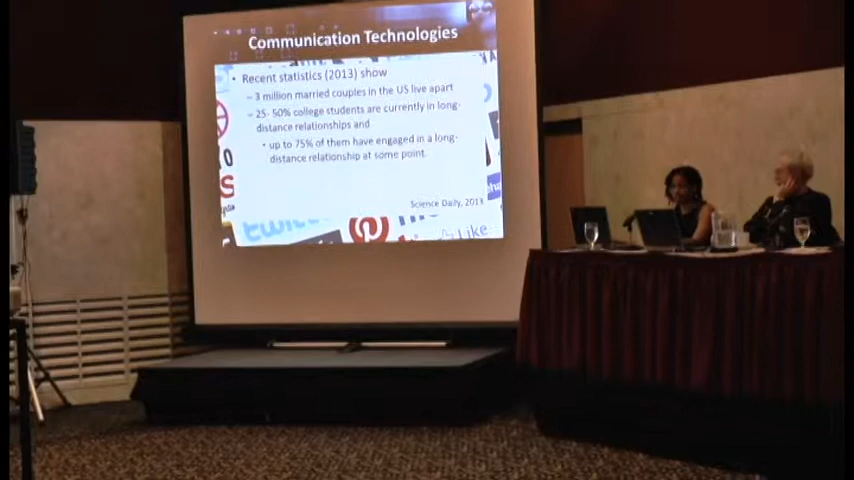 Communication Technologies
• Recent statistics (2013) show
– 3 million married couples in the US live apart
– 25- 50% college students are currently in long-
distance relationships and
• up to 75% of them have engaged in a long-
distance relationship at some point.
Science Daily, 2013
Like